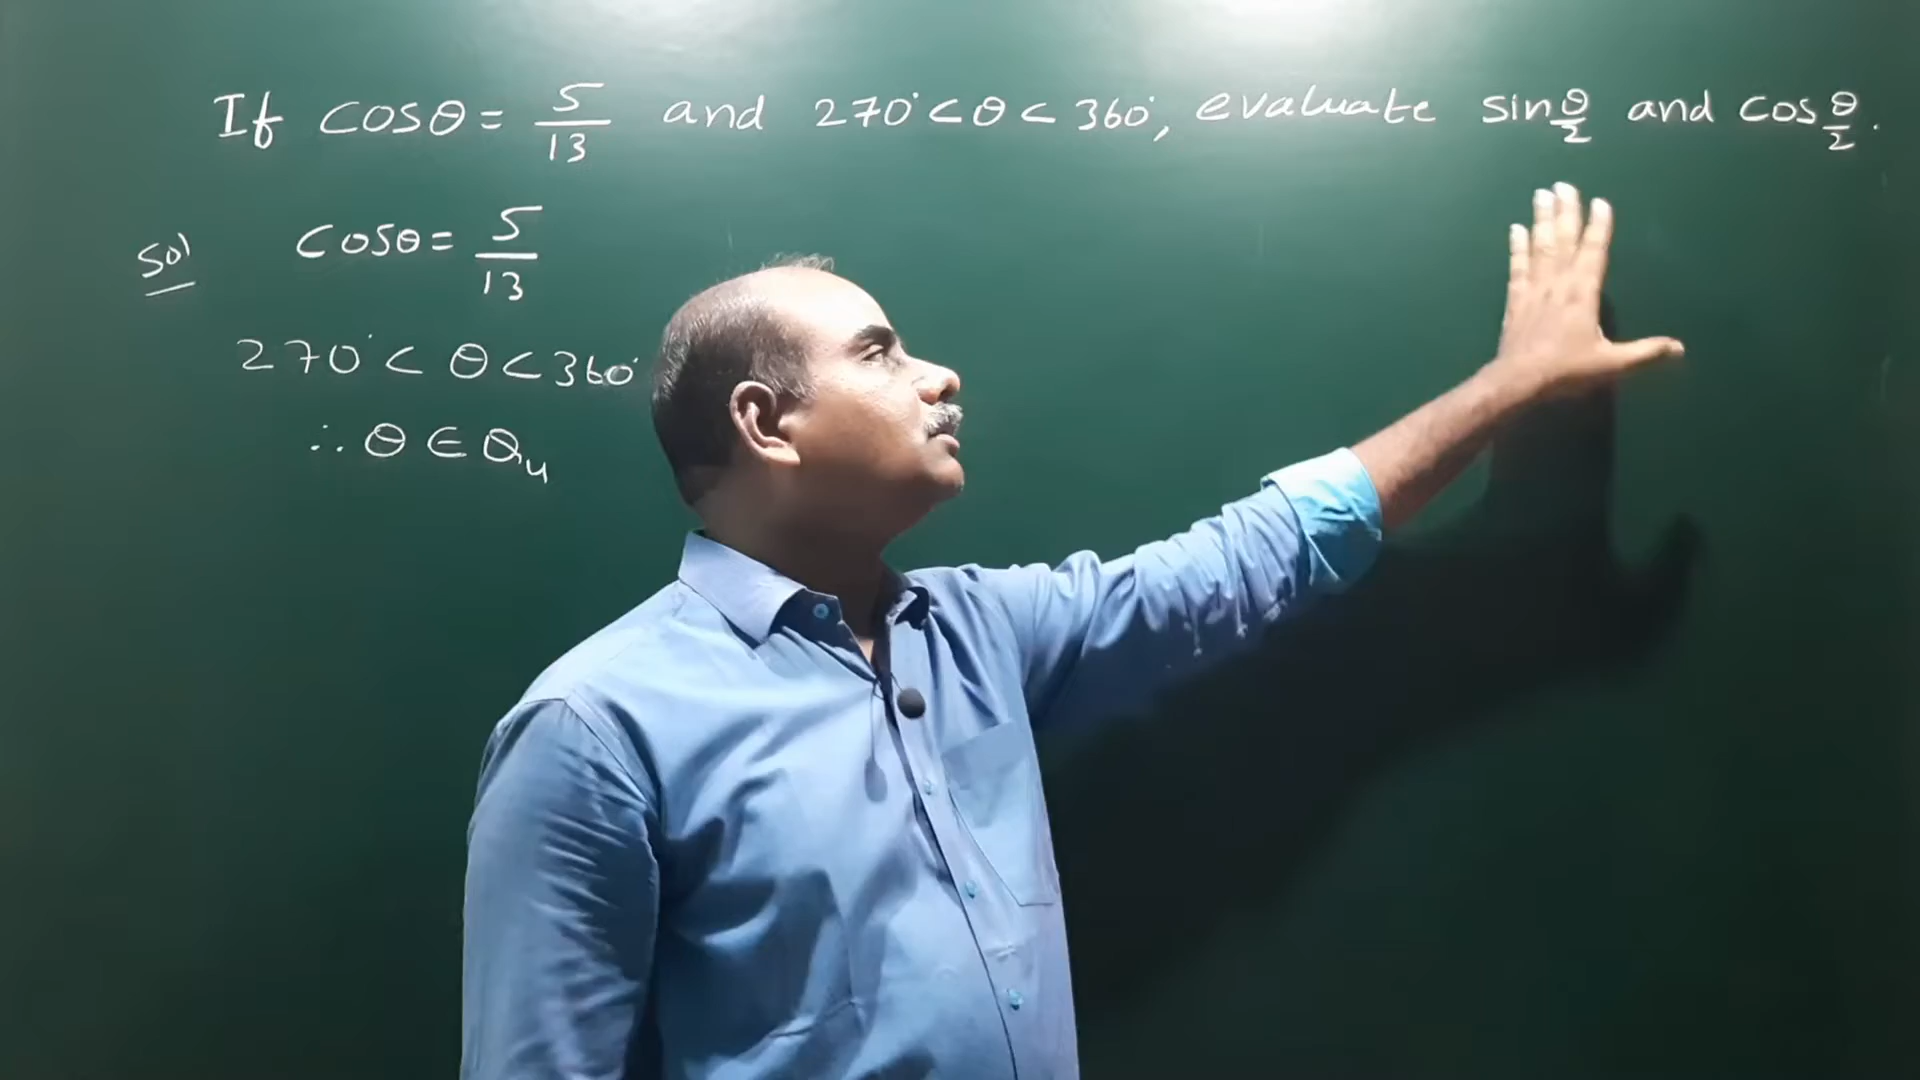 If cosθ = 5/13 and 270° < θ < 360°, evaluate sin θ/2 and cos θ/2.
Sol cosθ = 5/13
270° < θ < 360°
∴ θ ∈ Q₄